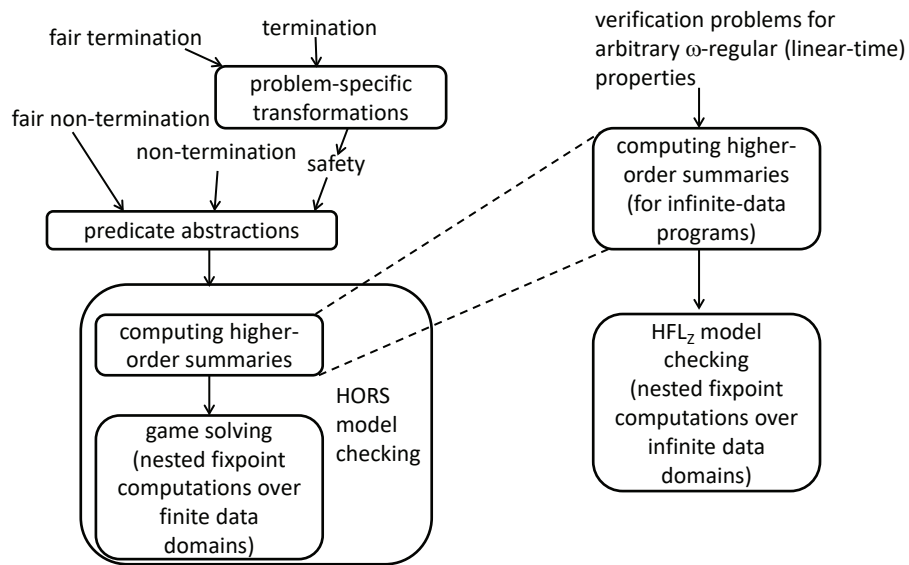 fair termination
termination
problem-specific
transformations
fair non-termination
non-termination
safety
predicate abstractions
computing higher-
order summaries
HORS
model
checking
game solving
(nested fixpoint
computations over
finite data
domains)
verification problems for
arbitrary ω-regular (linear-time)
properties
computing higher-
order summaries
(for infinite-data
programs)
HFLZ model
checking
(nested fixpoint
computations over
infinite data
domains)